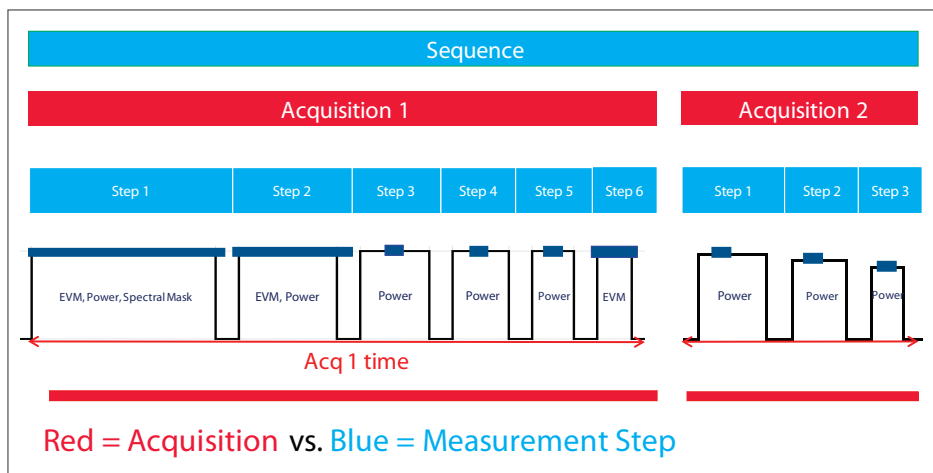 Sequence
Acquisition 1 Acquisition 2
Step 1 Step 2 Step 3 Step 4 Step 5 Step 6 Step 1 Step 2 Step 3
EVM, Power, Spectral Mask EVM, Power Power Power Power EVM Power Power Power
Acq 1 time
Red = Acquisition vs. Blue = Measurement Step